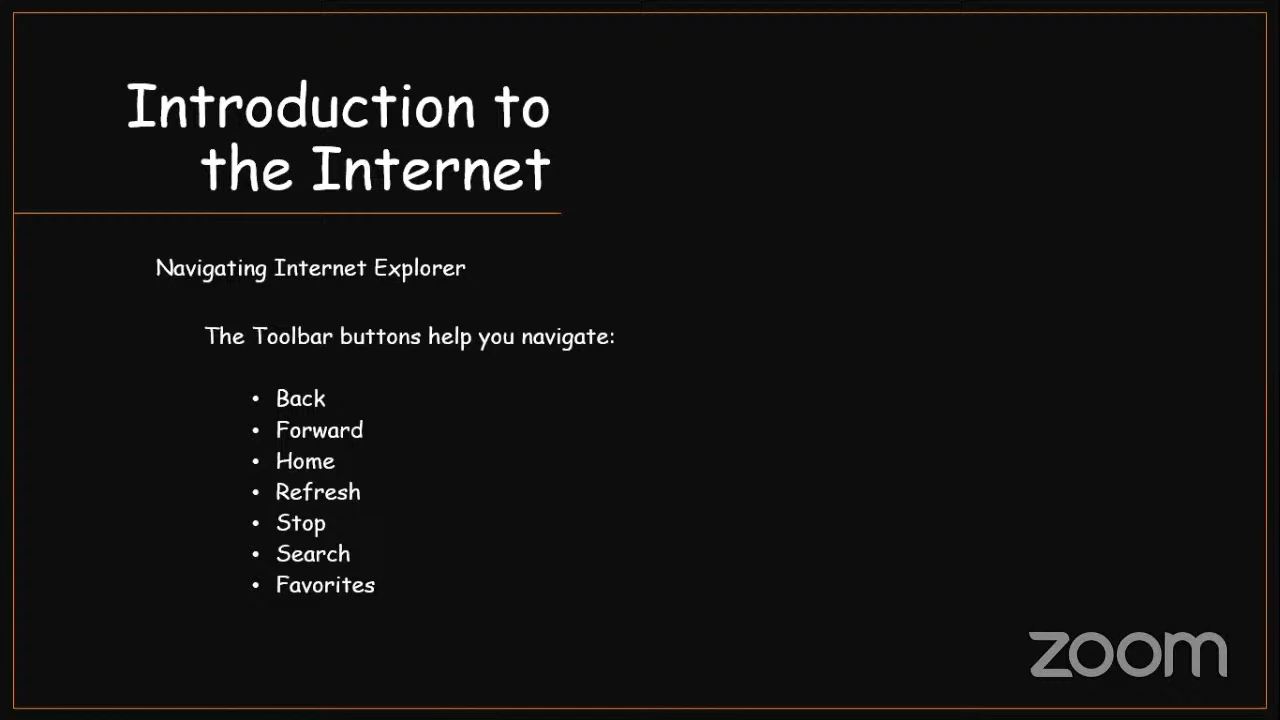 Introduction to
the Internet
Navigating Internet Explorer
The Toolbar buttons help you navigate:
• Back
• Forward
• Home
• Refresh
• Stop
• Search
• Favorites
zoom